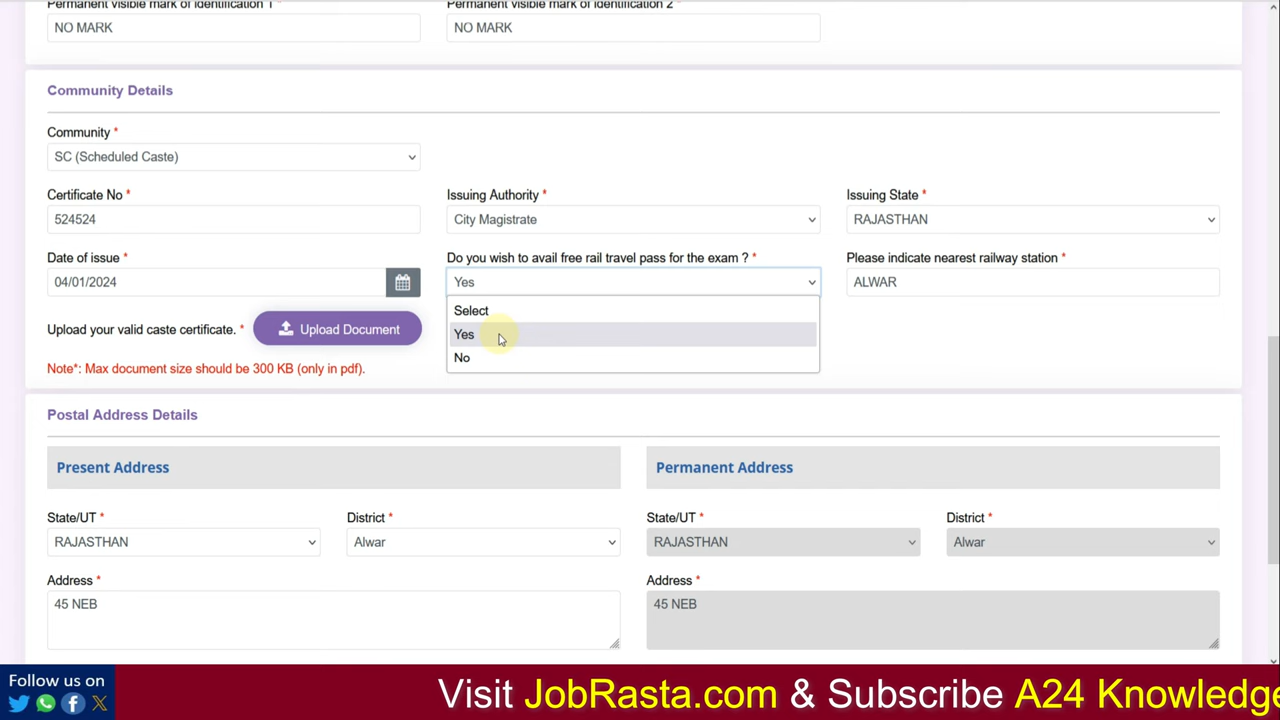 Permanent visible mark of identification 1 * Permanent visible mark of identification 2 *
NO MARK NO MARK
Community Details
Community *
SC (Scheduled Caste)
Certificate No * Issuing Authority * Issuing State *
524524 City Magistrate RAJASTHAN
Date of issue * Do you wish to avail free rail travel pass for the exam ? * Please indicate nearest railway station *
04/01/2024 Yes ALWAR
Select
Upload your valid caste certificate. * Upload Document Yes
No
Note*: Max document size should be 300 KB (only in pdf).
Postal Address Details
Present Address Permanent Address
State/UT * District * State/UT * District *
RAJASTHAN Alwar RAJASTHAN Alwar
Address * Address *
45 NEB 45 NEB
Follow us on
Visit JobRasta.com & Subscribe A24 Knowledge